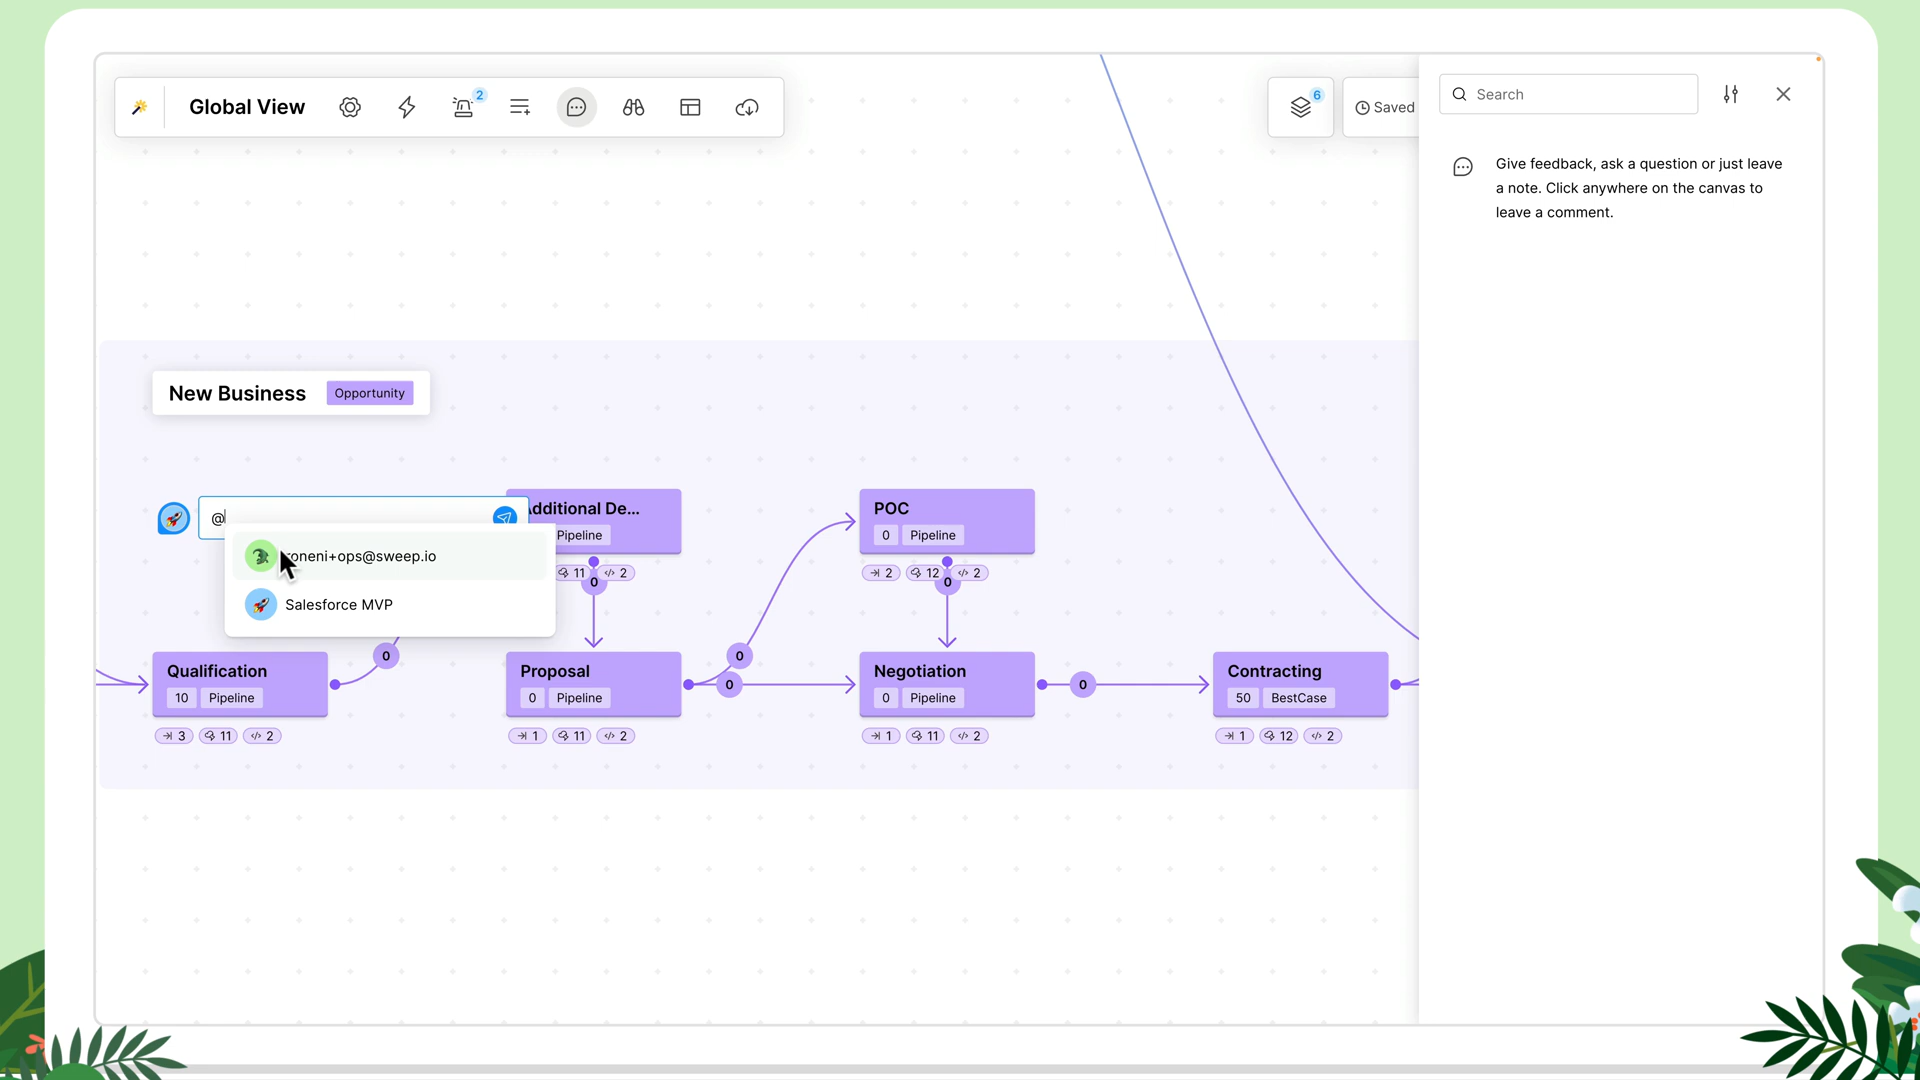 Global View
2
6
Saved
Search
Give feedback, ask a question or just leave
a note. Click anywhere on the canvas to
leave a comment.
New Business
Opportunity
@
oneni+ops@sweep.io
Salesforce MVP
dditional De...
Pipeline
11
2
0
POC
0
Pipeline
2
12
2
0
Qualification
10
Pipeline
3
11
2
0
Proposal
0
Pipeline
1
11
2
0
0
Negotiation
0
Pipeline
1
11
2
0
Contracting
50
BestCase
1
12
2